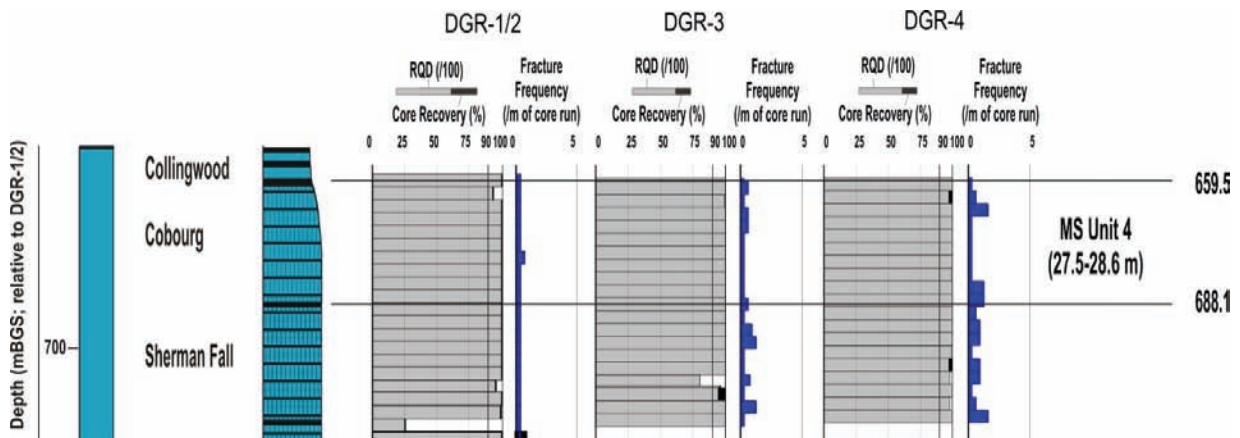 DGR-1/2
DGR-3
DGR-4
RQD (/100)
Core Recovery (%)
Fracture
Frequency
(/m of core run)
RQD (/100)
Core Recovery (%)
Fracture
Frequency
(/m of core run)
RQD (/100)
Core Recovery (%)
Fracture
Frequency
(/m of core run)
0 25 50 75 90 100 0 5
0 25 50 75 90 100 0 5
0 25 50 75 90 100 0 5
Depth (mBGS; relative to DGR-1/2)
700
Collingwood
Cobourg
Sherman Fall
659.5
MS Unit 4
(27.5-28.6 m)
688.1